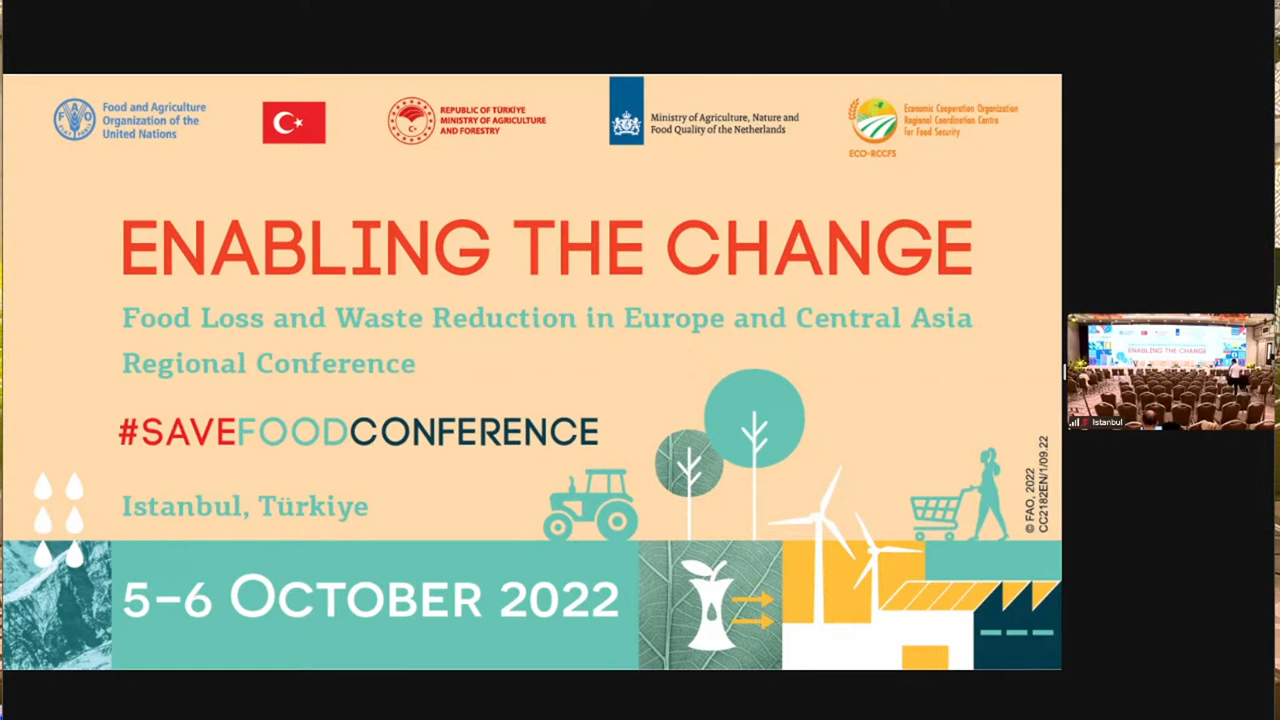 Food and Agriculture
Organization of the
United Nations
REPUBLIC OF TÜRKİYE
MINISTRY OF AGRICULTURE
AND FORESTRY
Ministry of Agriculture, Nature and
Food Quality of the Netherlands
Economic Cooperation Organization
Regional Coordination Centre
for Food Security
ECO-RCCFS
ENABLING THE CHANGE
Food Loss and Waste Reduction in Europe and Central Asia
Regional Conference
#SAVEFOODCONFERENCE
Istanbul, Türkiye
5–6 OCTOBER 2022
© FAO, 2022
CC2182EN/1/09.22
ENABLING THE CHANGE
Istanbul